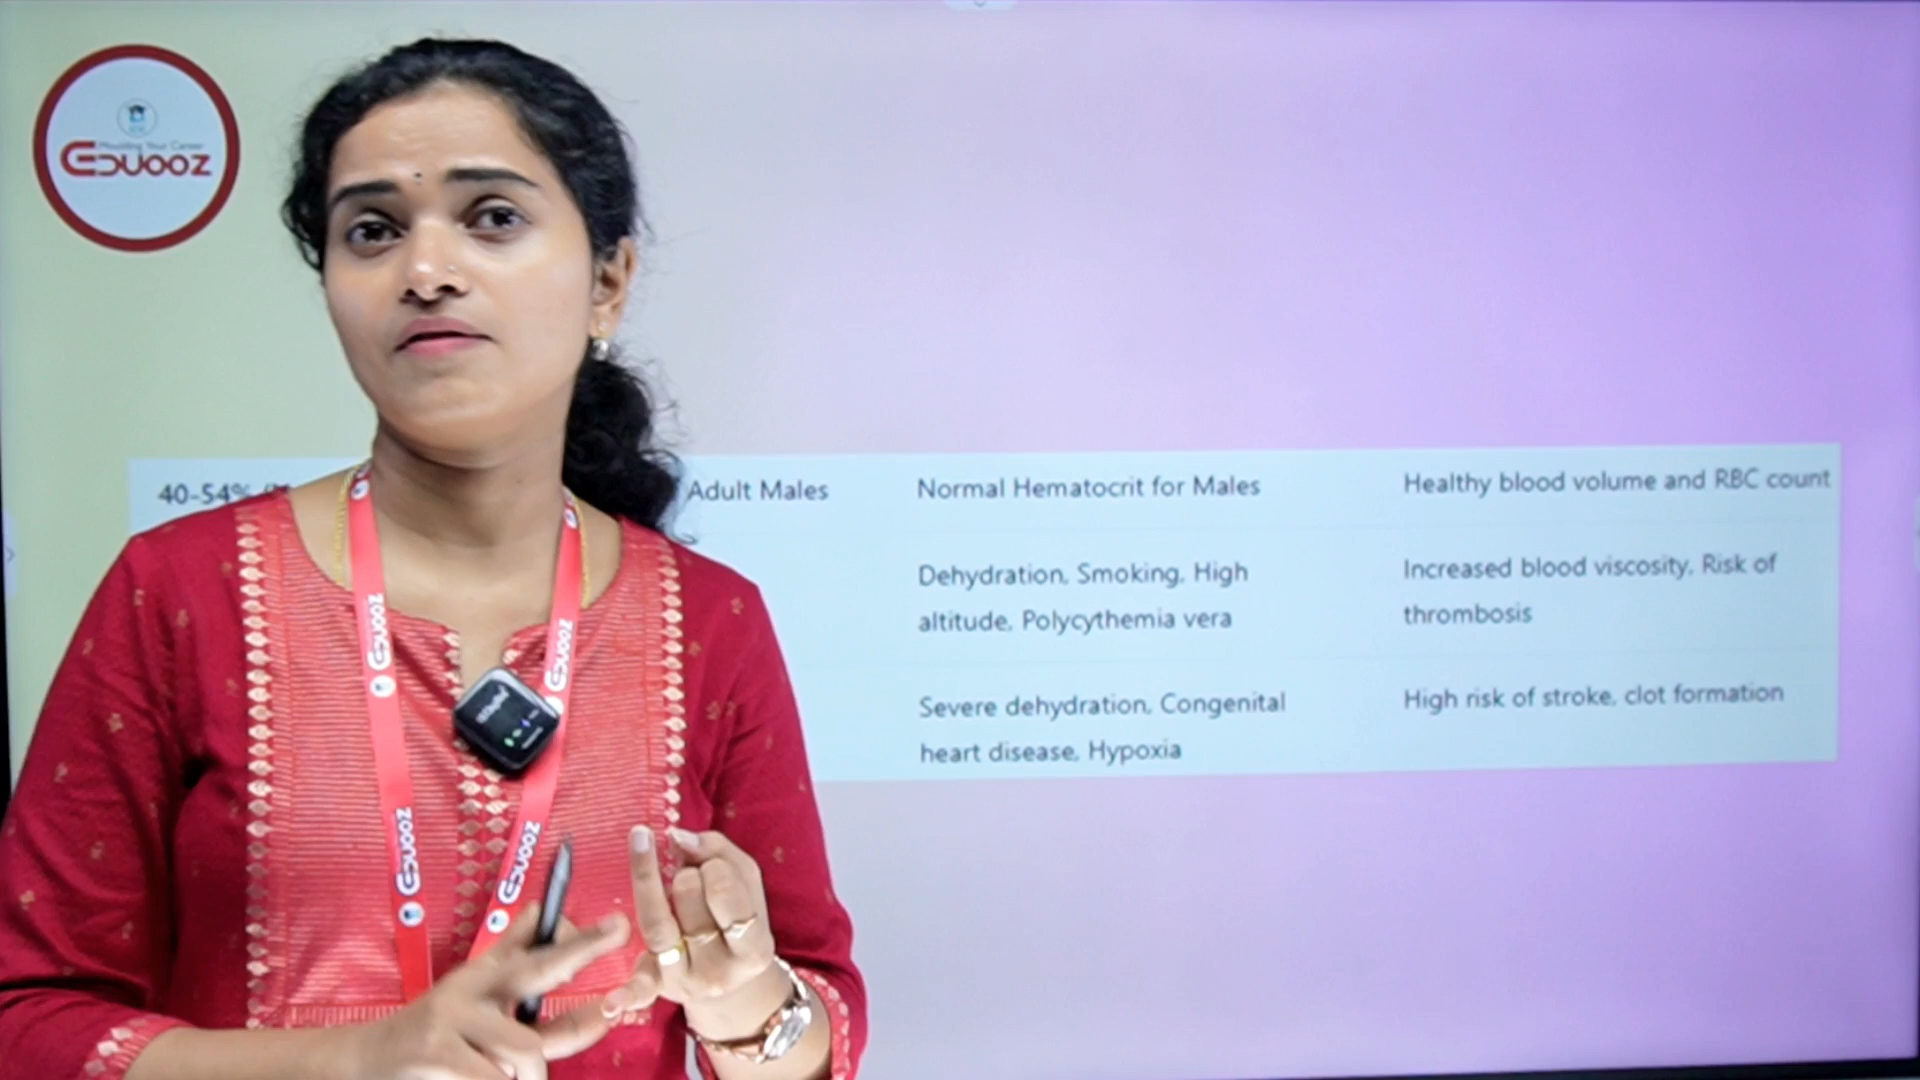 Moulding Your Career
EDUOOZ
40-54%
Adult Males
Normal Hematocrit for Males
Healthy blood volume and RBC count
Dehydration, Smoking, High
altitude, Polycythemia vera
Increased blood viscosity, Risk of
thrombosis
Severe dehydration, Congenital
heart disease, Hypoxia
High risk of stroke, clot formation
EDUOOZ
EDUOOZ
EDUOOZ
EDUOOZ